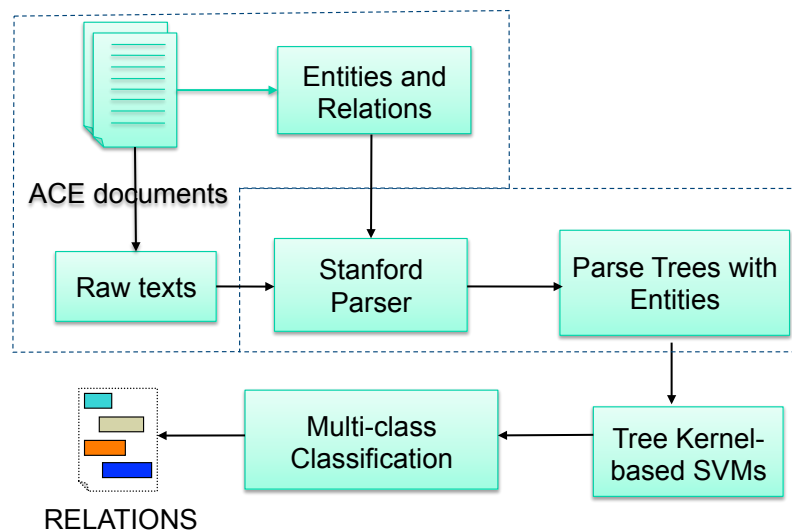 Entities and
Relations
ACE documents
Raw texts
Stanford
Parser
Parse Trees with
Entities
Multi-class
Classification
Tree Kernel-
based SVMs
RELATIONS